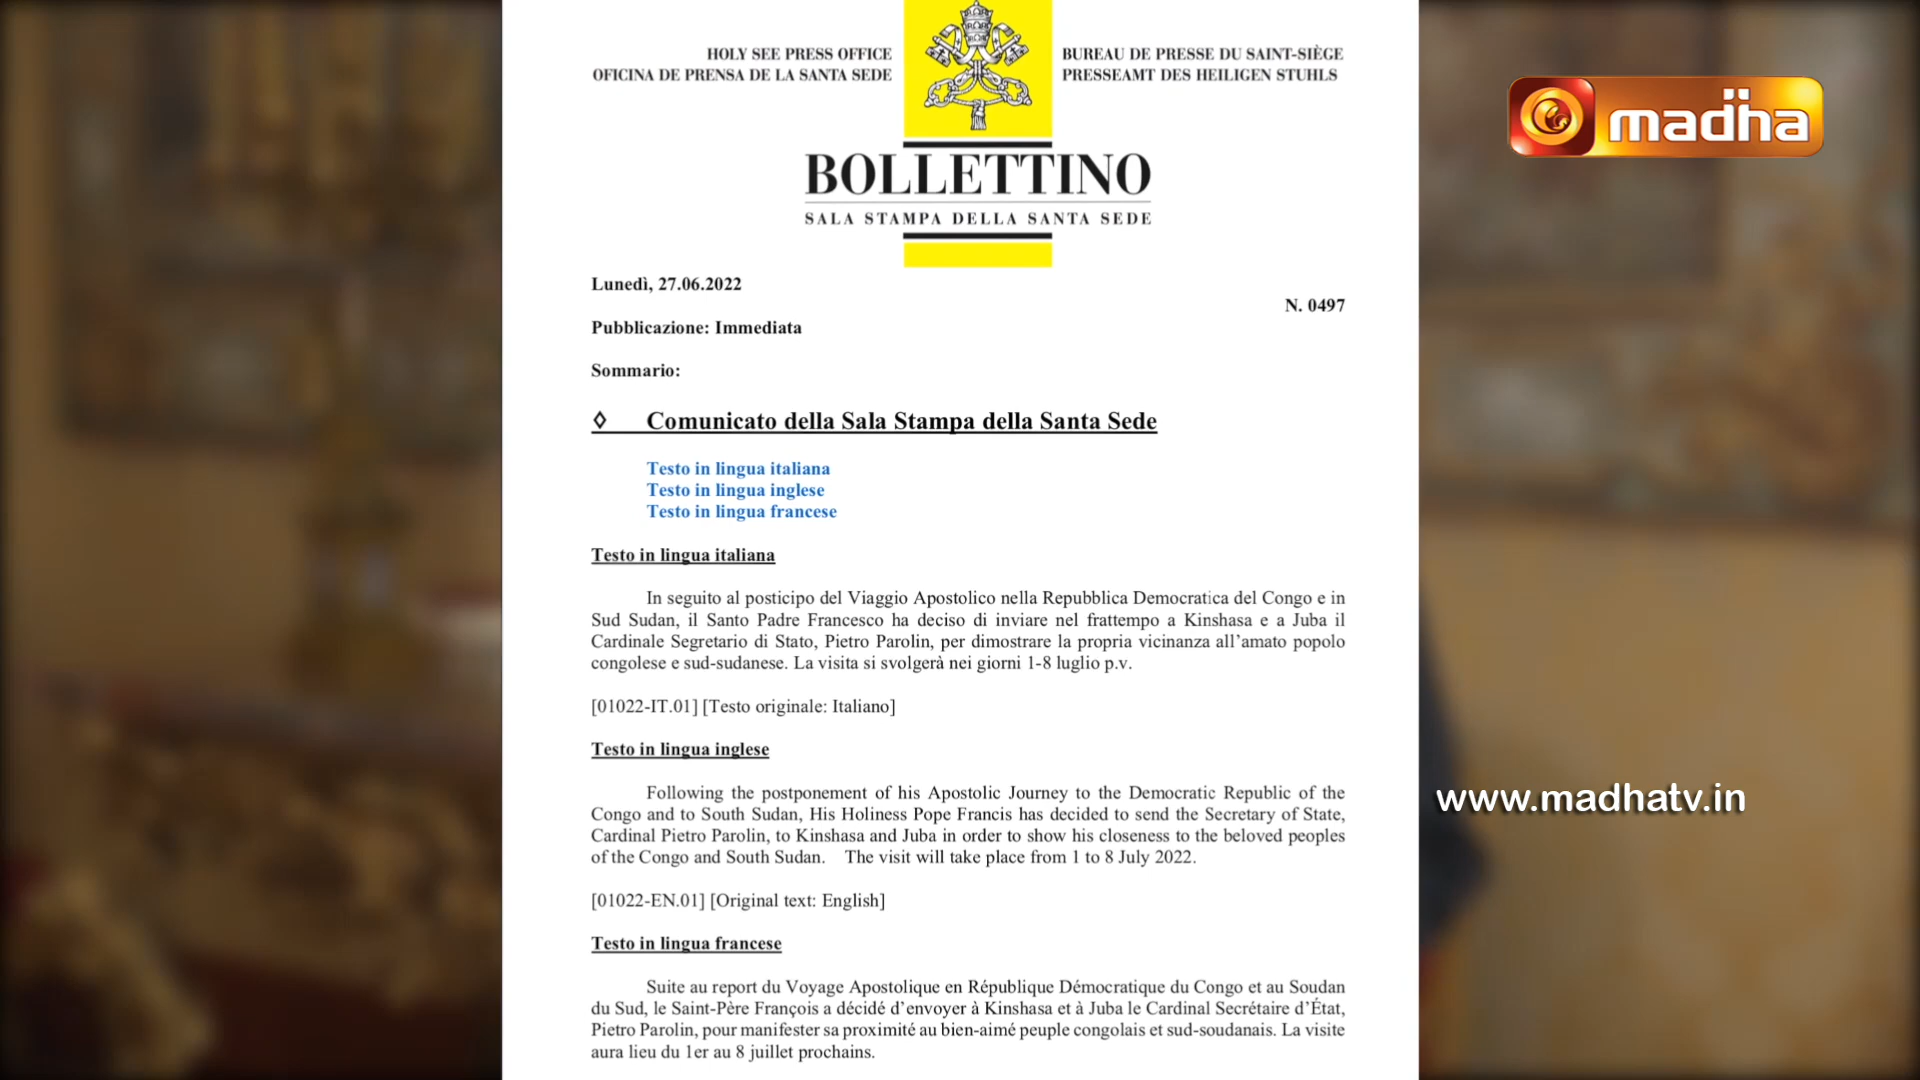 HOLY SEE PRESS OFFICE
OFICINA DE PRENSA DE LA SANTA SEDE
BUREAU DE PRESSE DU SAINT-SIÈGE
PRESSEAMT DES HEILIGEN STUHLS
madha
BOLLETTINO
SALA STAMPA DELLA SANTA SEDE
Lunedì, 27.06.2022
N. 0497
Pubblicazione: Immediata
Sommario:
◊ Comunicato della Sala Stampa della Santa Sede
Testo in lingua italiana
Testo in lingua inglese
Testo in lingua francese
Testo in lingua italiana
In seguito al posticipo del Viaggio Apostolico nella Repubblica Democratica del Congo e in
Sud Sudan, il Santo Padre Francesco ha deciso di inviare nel frattempo a Kinshasa e a Juba il
Cardinale Segretario di Stato, Pietro Parolin, per dimostrare la propria vicinanza all’amato popolo
congolese e sud-sudanese. La visita si svolgerà nei giorni 1-8 luglio p.v.
[01022-IT.01] [Testo originale: Italiano]
Testo in lingua inglese
Following the postponement of his Apostolic Journey to the Democratic Republic of the
Congo and to South Sudan, His Holiness Pope Francis has decided to send the Secretary of State,
Cardinal Pietro Parolin, to Kinshasa and Juba in order to show his closeness to the beloved peoples
of the Congo and South Sudan. The visit will take place from 1 to 8 July 2022.
www.madhatv.in
[01022-EN.01] [Original text: English]
Testo in lingua francese
Suite au report du Voyage Apostolique en République Démocratique du Congo et au Soudan
du Sud, le Saint-Père François a décidé d’envoyer à Kinshasa et à Juba le Cardinal Secrétaire d’État,
Pietro Parolin, pour manifester sa proximité au bien-aimé peuple congolais et sud-soudanais. La visite
aura lieu du 1er au 8 juillet prochains.